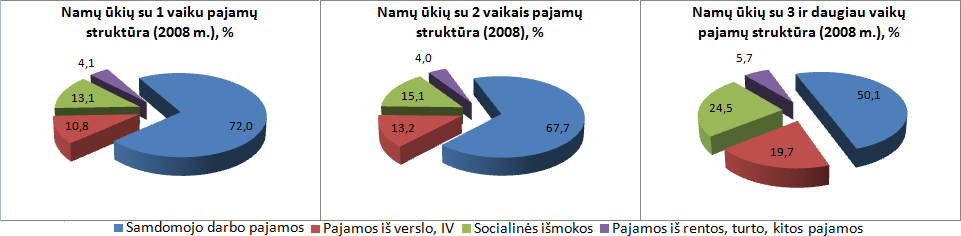 Namų ūkių su 1 vaiku pajamų
struktūra (2008 m.), %
4,1
13,1
10,8
72,0
Namų ūkių su 2 vaikais pajamų
struktūra (2008), %
4,0
15,1
13,2
67,7
Namų ūkių su 3 ir daugiau vaikų
pajamų struktūra (2008 m.), %
5,7
24,5
50,1
19,7
Samdomojo darbo pajamos
Pajamos iš verslo, IV
Socialinės išmokos
Pajamos iš rentos, turto, kitos pajamos